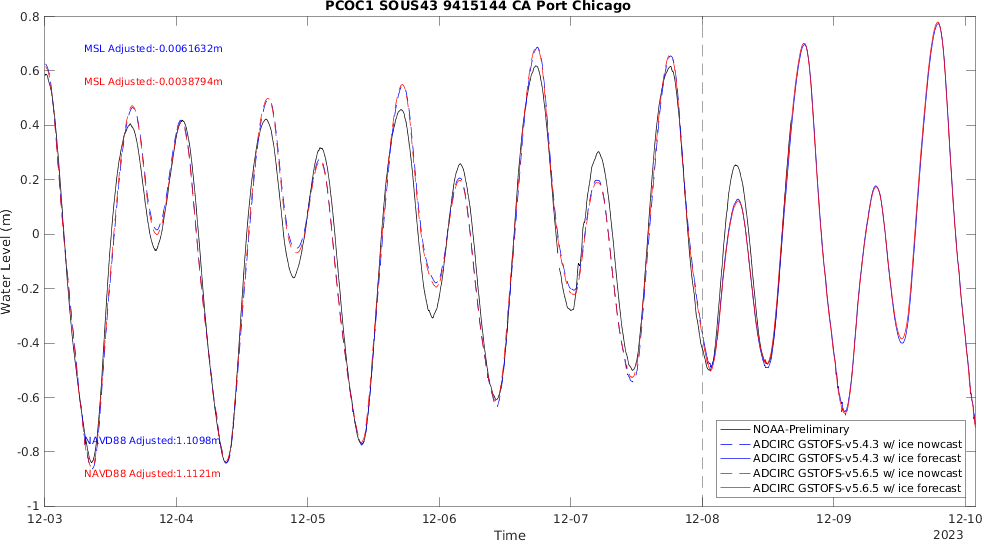 PCOC1 SOUS43 9415144 CA Port Chicago
0.8
0.6
0.4
0.2
0
-0.2
-0.4
-0.6
-0.8
-1
Water Level (m)
MSL Adjusted:-0.0061632m
MSL Adjusted:-0.0038794m
NAVD88 Adjusted:1.1098m
NAVD88 Adjusted:1.1121m
NOAA-Preliminary
ADCIRC GSTOFS-v5.4.3 w/ ice nowcast
ADCIRC GSTOFS-v5.4.3 w/ ice forecast
ADCIRC GSTOFS-v5.6.5 w/ ice nowcast
ADCIRC GSTOFS-v5.6.5 w/ ice forecast
12-03 12-04 12-05 12-06 12-07 12-08 12-09 12-10
Time
2023